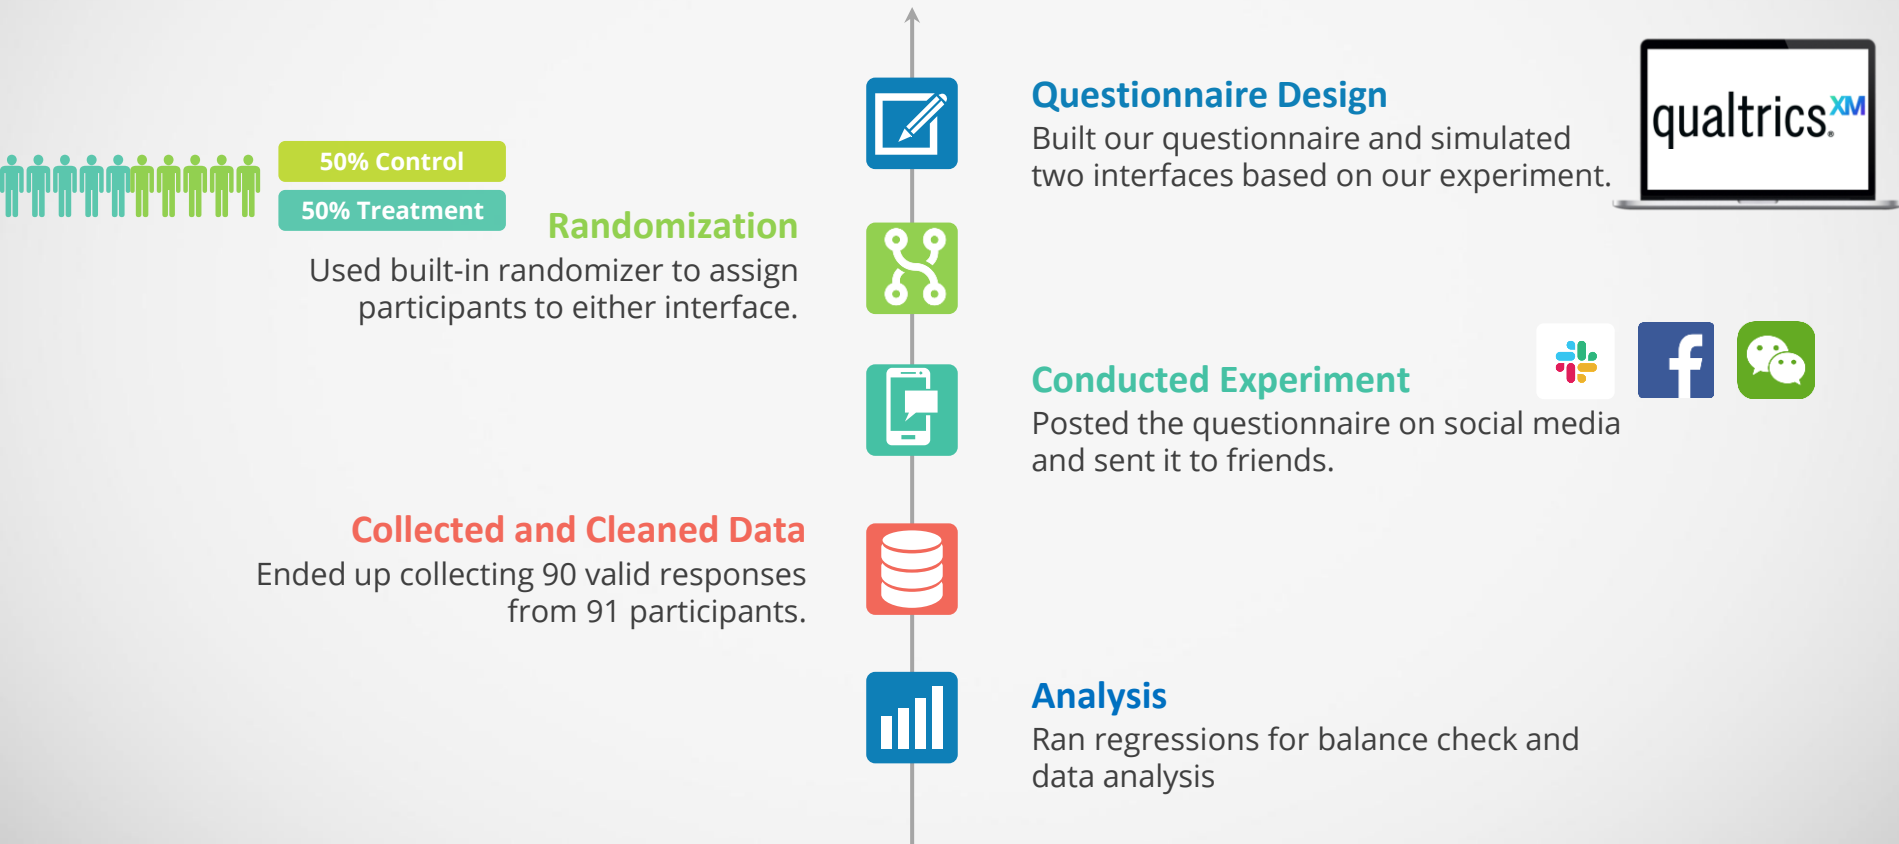 Questionnaire Design
Built our questionnaire and simulated
two interfaces based on our experiment.
qualtrics.XM
50% Control
50% Treatment
Randomization
Used built-in randomizer to assign
participants to either interface.
Conducted Experiment
Posted the questionnaire on social media
and sent it to friends.
Collected and Cleaned Data
Ended up collecting 90 valid responses
from 91 participants.
Analysis
Ran regressions for balance check and
data analysis